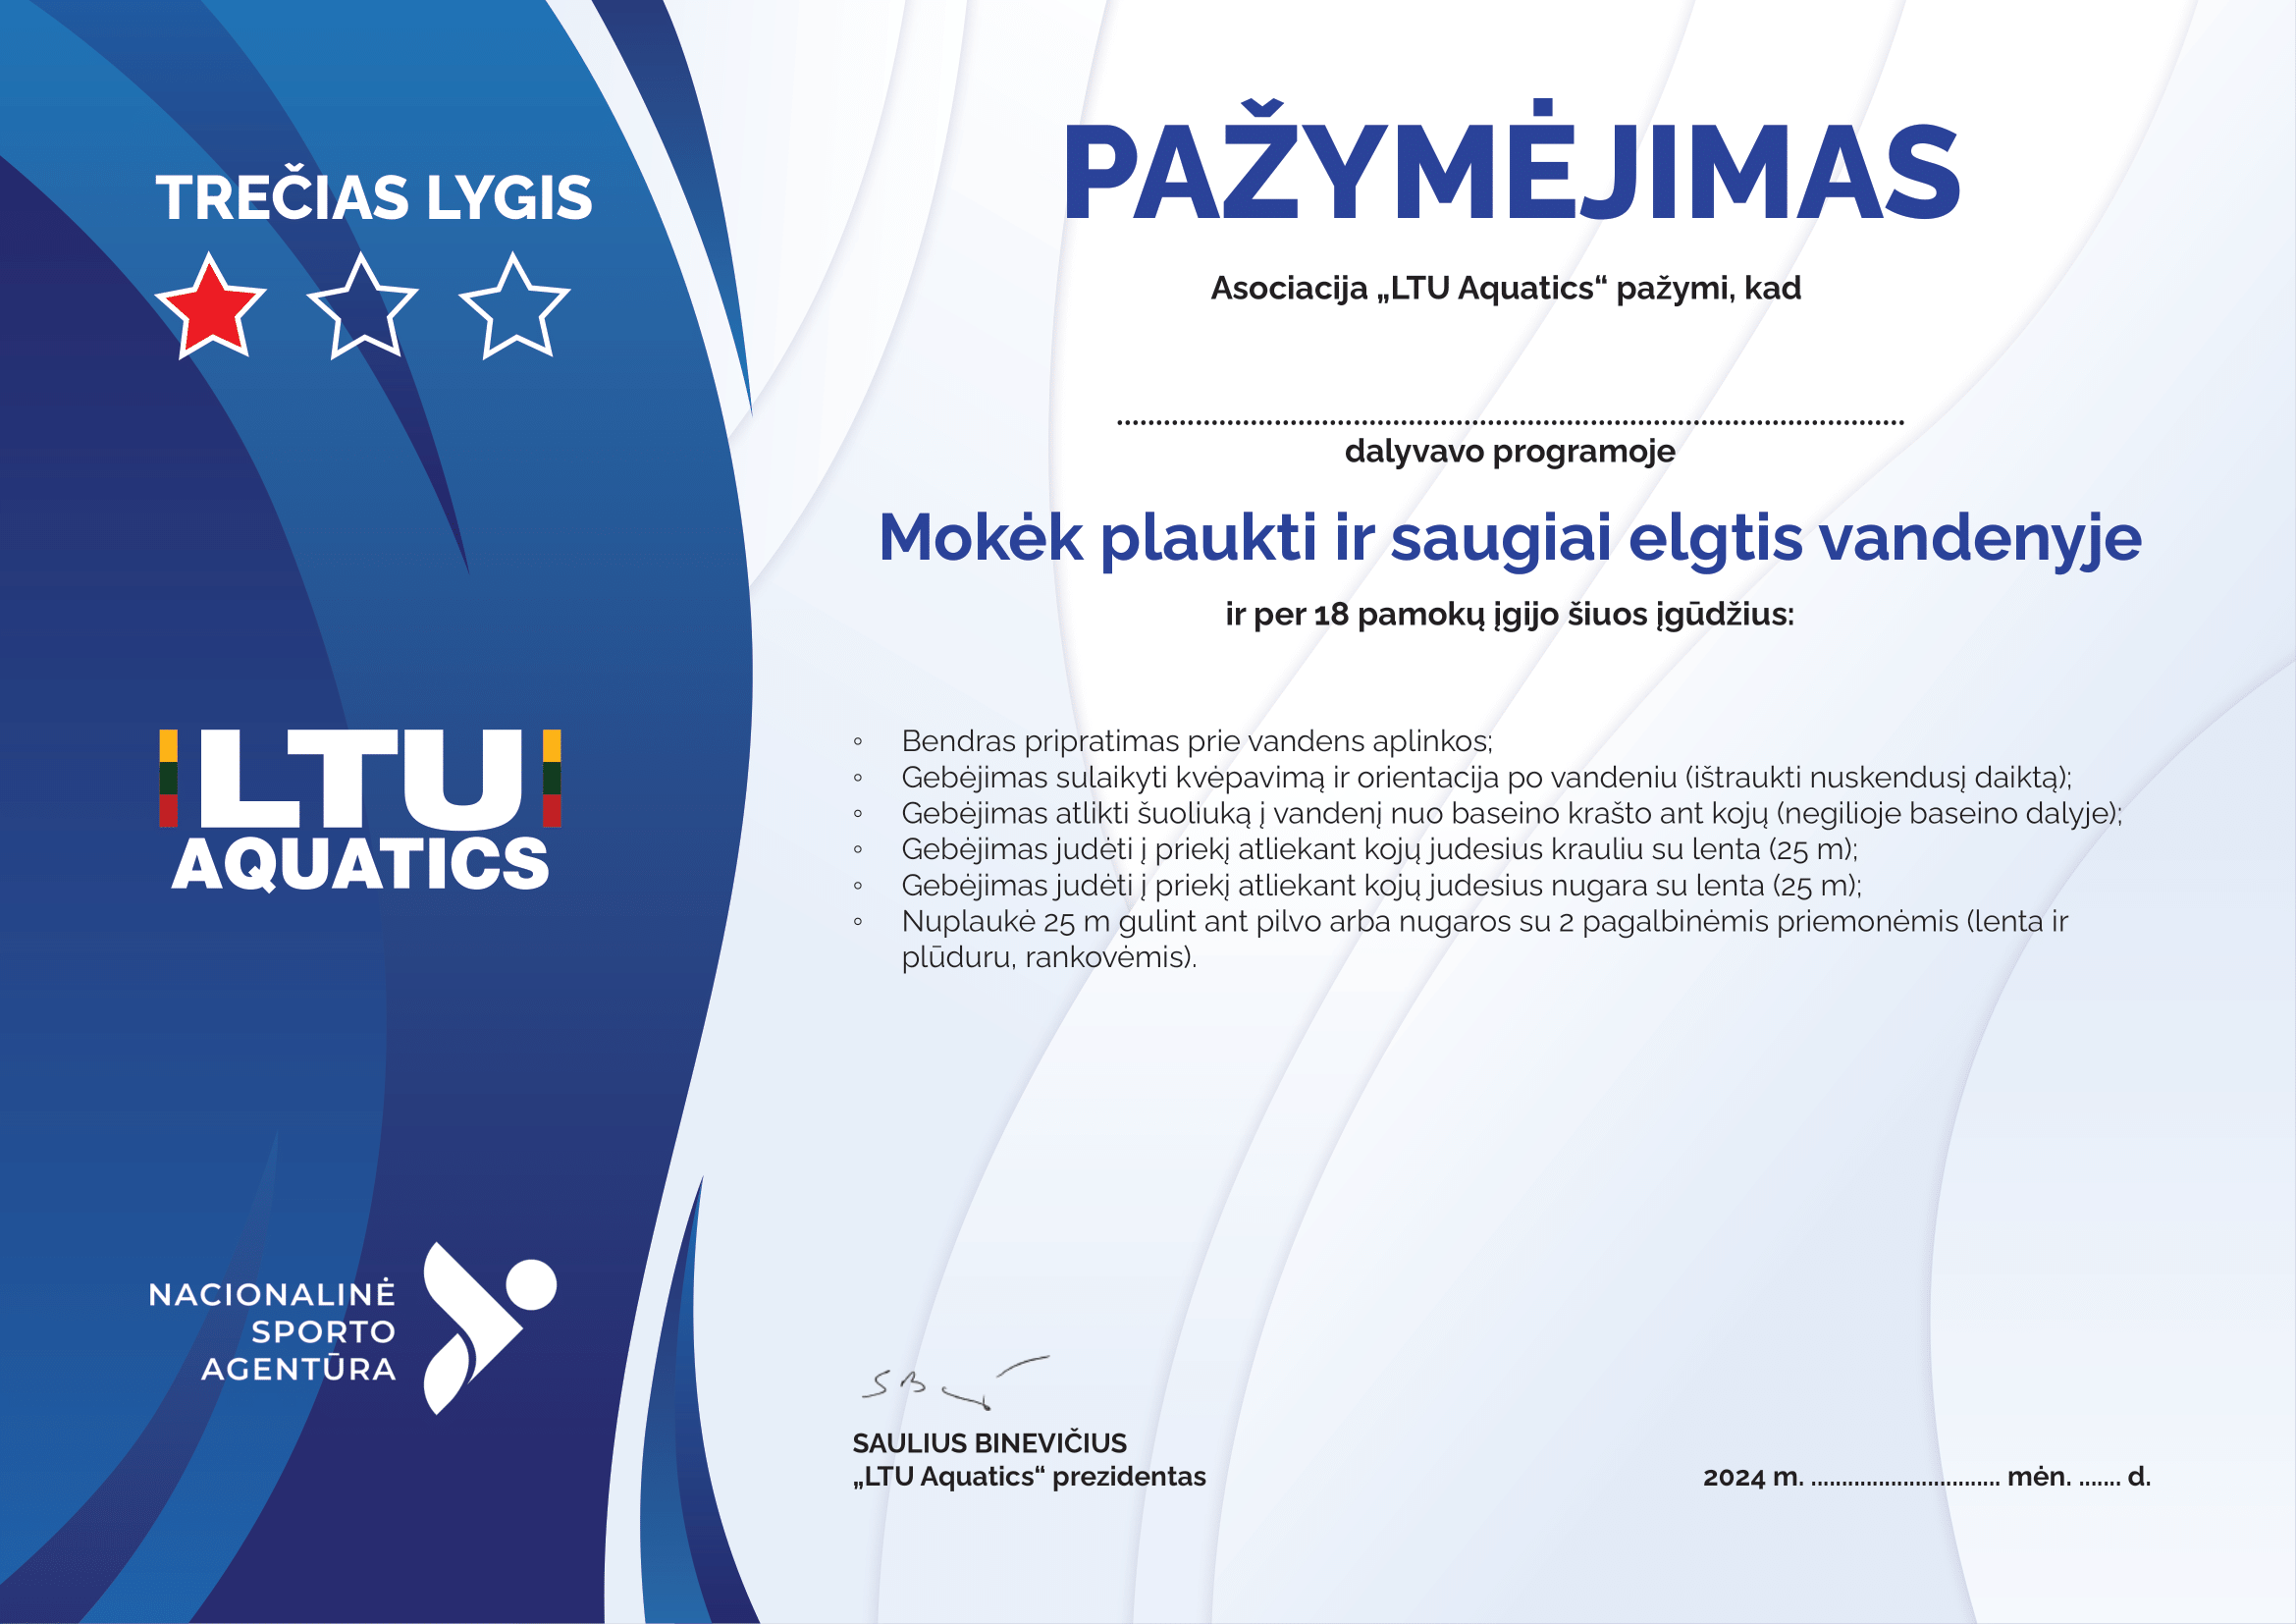 TREČIAS LYGIS
LTU
AQUATICS
NACIONALINĖ
SPORTO
AGENTŪRA
PAŽYMĖJIMAS
Asociacija „LTU Aquatics“ pažymi, kad
................................................................................
dalyvavo programoje
Mokėk plaukti ir saugiai elgtis vandenyje
ir per 18 pamokų įgijo šiuos įgūdžius:
◦ Bendras pripratimas prie vandens aplinkos;
◦ Gebėjimas sulaikyti kvėpavimą ir orientacija po vandeniu (ištraukti nuskendusį daiktą);
◦ Gebėjimas atlikti šuoliuką į vandenį nuo baseino krašto ant kojų (negilioje baseino dalyje);
◦ Gebėjimas judėti į priekį atliekant kojų judesius krauliu su lenta (25 m);
◦ Gebėjimas judėti į priekį atliekant kojų judesius nugara su lenta (25 m);
◦ Nuplaukė 25 m gulint ant pilvo arba nugaros su 2 pagalbinėmis priemonėmis (lenta ir
plūduru, rankovėmis).
SAULIUS BINEVIČIUS
„LTU Aquatics“ prezidentas
2024 m. ............................... mėn. ....... d.